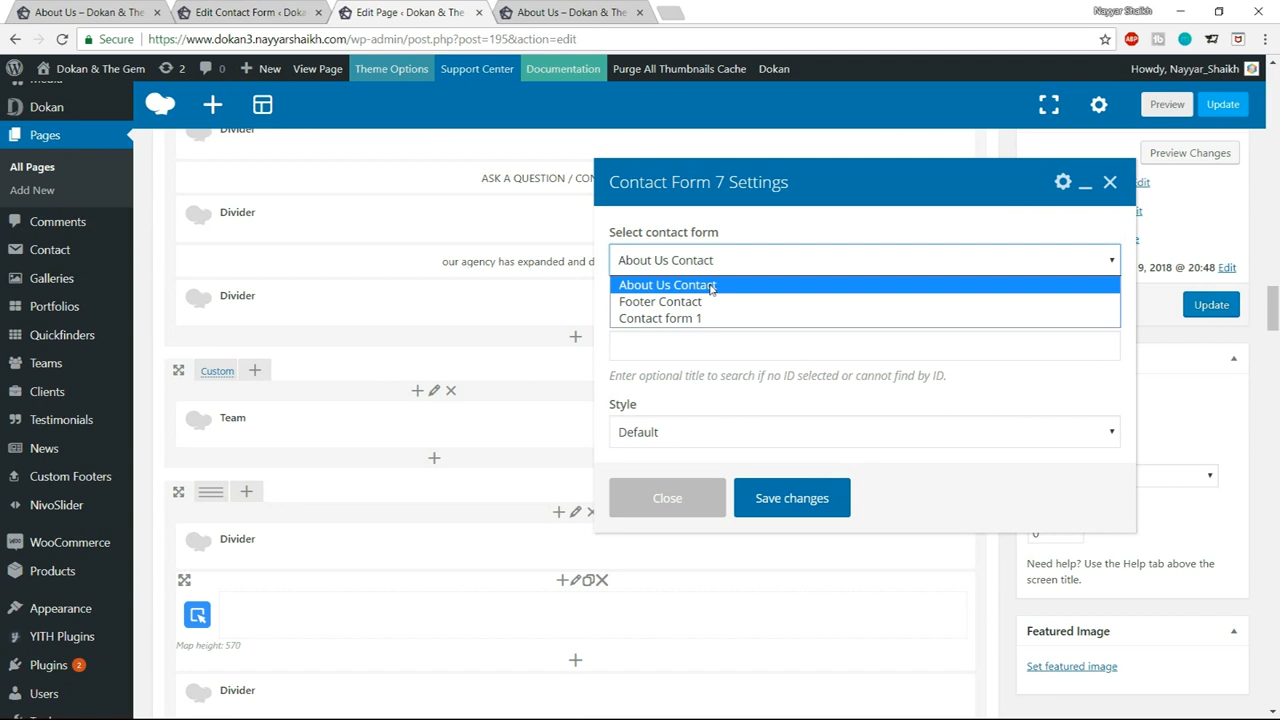 About Us – Dokan & The
Edit Contact Form ‹ Doka
Edit Page ‹ Dokan & The
About Us – Dokan & The
Nayyar Shaikh
Secure
https://www.dokan3.nayyarshaikh.com/wp-admin/post.php?post=195&action=edit
Dokan & The Gem
2
0
New
View Page
Theme Options
Support Center
Documentation
Purge All Thumbnails Cache
Dokan
Howdy, Nayyar_Shaikh
Media
Dokan
Pages
All Pages
Add New
Comments
Contact
Galleries
Portfolios
Quickfinders
Teams
Clients
Testimonials
News
Custom Footers
NivoSlider
WooCommerce
Products
Appearance
YITH Plugins
Plugins 2
Users
Preview
Update
Divider
ASK A QUESTION / CON
Divider
our agency has expanded and d
Divider
Custom
Team
Divider
Map height: 570
Divider
Contact Form 7 Settings
Select contact form
About Us Contact
About Us Contact
Footer Contact
Contact form 1
Enter optional title to search if no ID selected or cannot find by ID.
Style
Default
Close
Save changes
Preview Changes
dit
it
e
9, 2018 @ 20:48 Edit
Update
0
Need help? Use the Help tab above the
screen title.
Featured Image
Set featured image